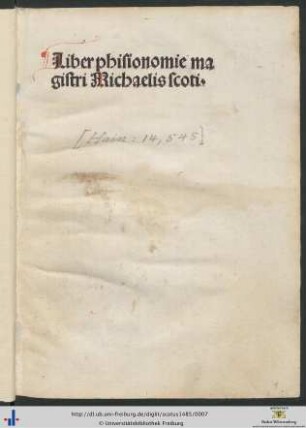 Liber phisionomie ma
gistri Michaelis scoti.
[Hain: 14,545]
http://dl.ub.uni-freiburg.de/diglit/scotus1485/0007
© Universitätsbibliothek Freiburg